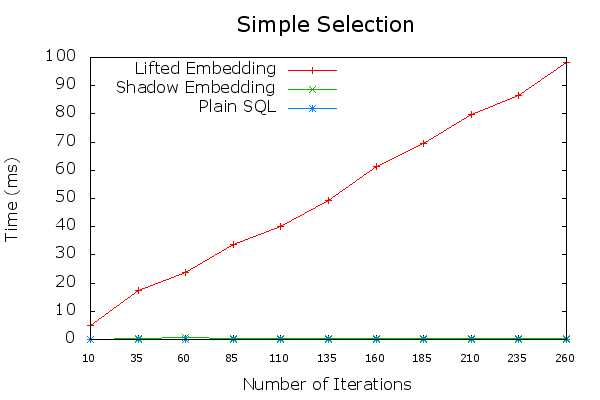 Simple Selection
Time (ms)
100
90
80
70
60
50
40
30
20
10
0
Lifted Embedding
Shadow Embedding
Plain SQL
10 35 60 85 110 135 160 185 210 235 260
Number of Iterations